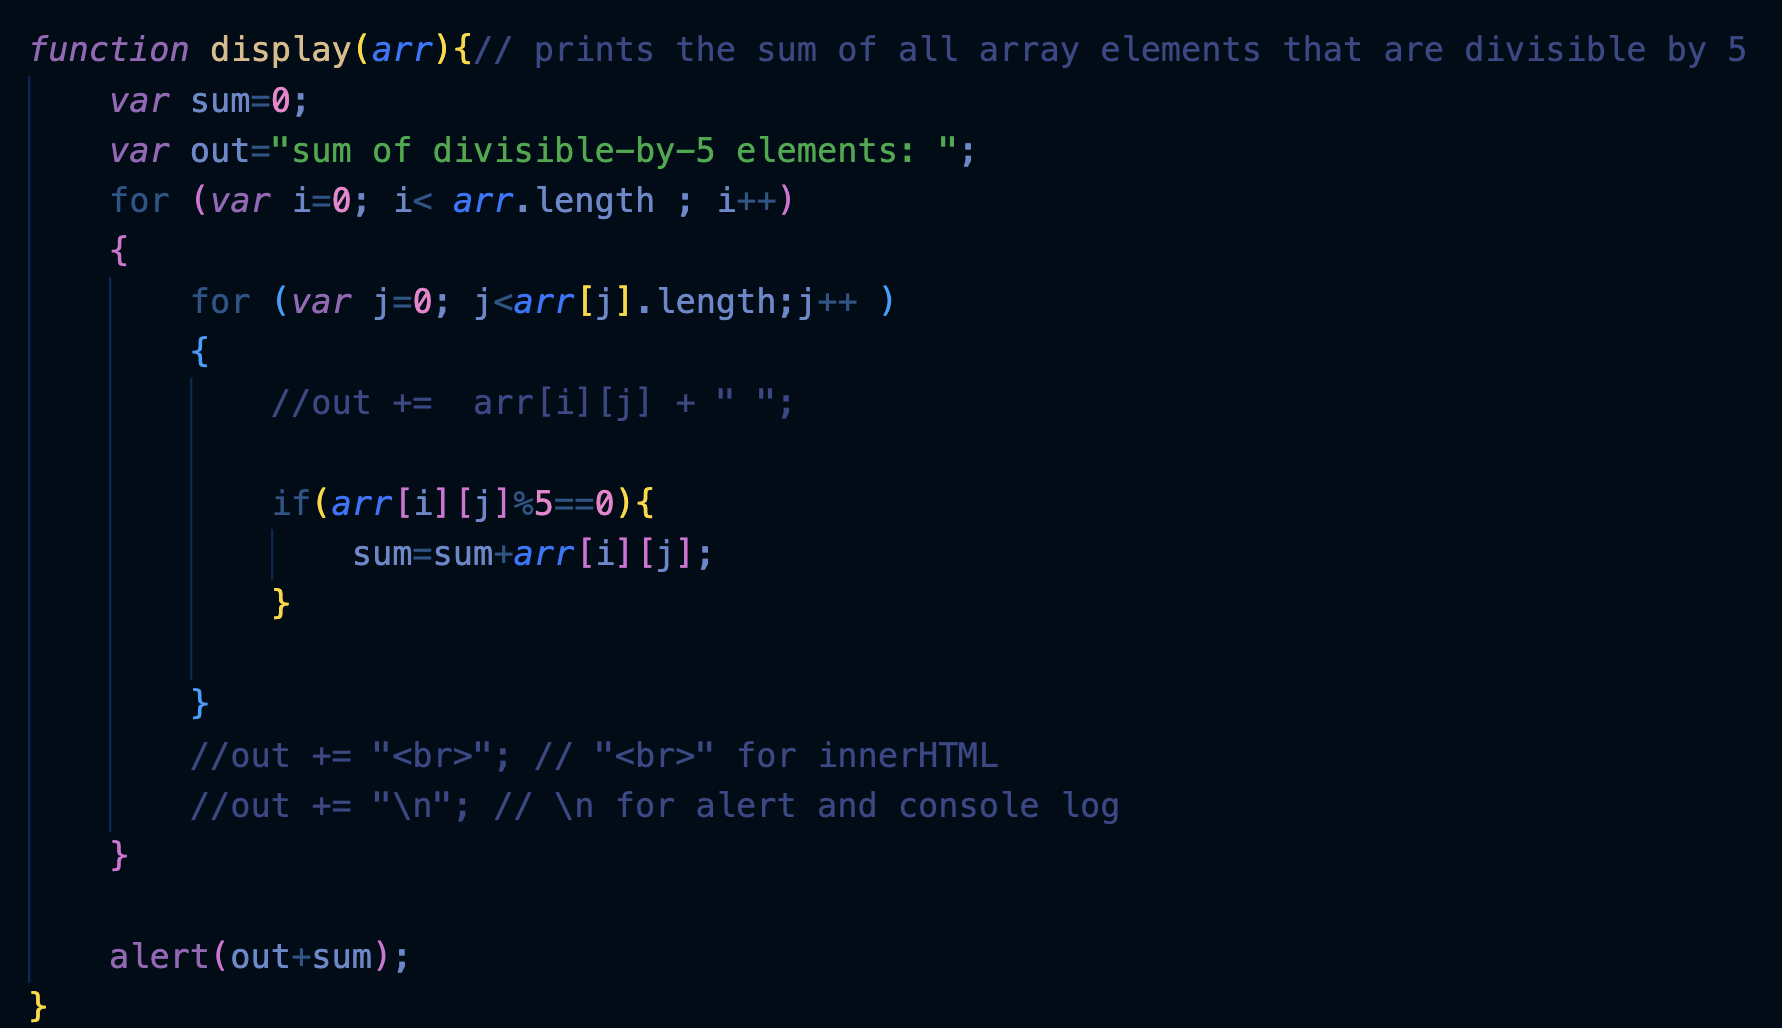 function display(arr){// prints the sum of all array elements that are divisible by 5
    var sum=0;
    var out="sum of divisible-by-5 elements: ";
    for (var i=0; i< arr.length ; i++)
    {
        for (var j=0; j<arr[j].length;j++ )
        {
            //out +=  arr[i][j] + " ";

            if(arr[i][j]%5==0){
                sum=sum+arr[i][j];
            }

        }
        //out += "<br>"; // "<br>" for innerHTML
        //out += "\n"; // \n for alert and console log
    }

    alert(out+sum);
}